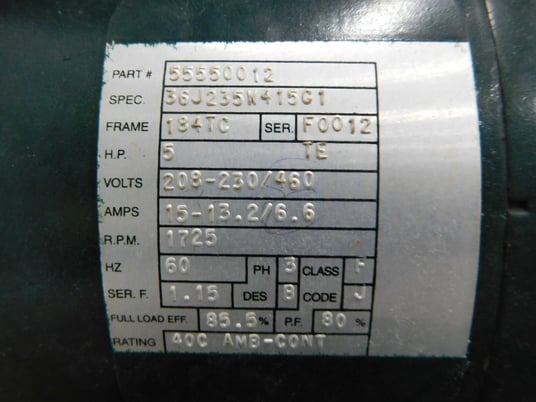 PART # 55550012
SPEC. 36J235W415G1
FRAME 184TC SER. F0012
H.P. 5 TE
VOLTS 208-230/460
AMPS 15-13.2/6.6
R.P.M. 1725
HZ 60 PH 3 CLASS F
SER. F. 1.15 DES B CODE J
FULL LOAD EFF. 85.5% P.F. 80%
RATING 40C AMB-CONT